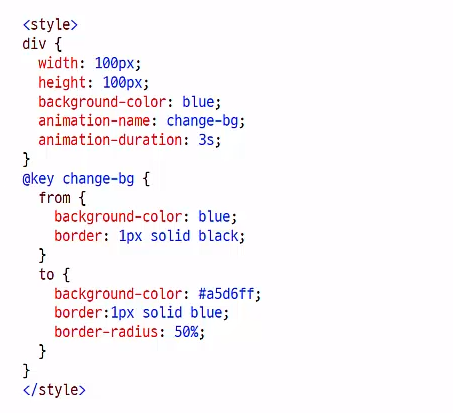 <style>
div {
  width: 100px;
  height: 100px;
  background-color: blue;
  animation-name: change-bg;
  animation-duration: 3s;
}
@key change-bg {
  from {
    background-color: blue;
    border: 1px solid black;
  }
  to {
    background-color: #a5d6ff;
    border:1px solid blue;
    border-radius: 50%;
  }
}
</style>